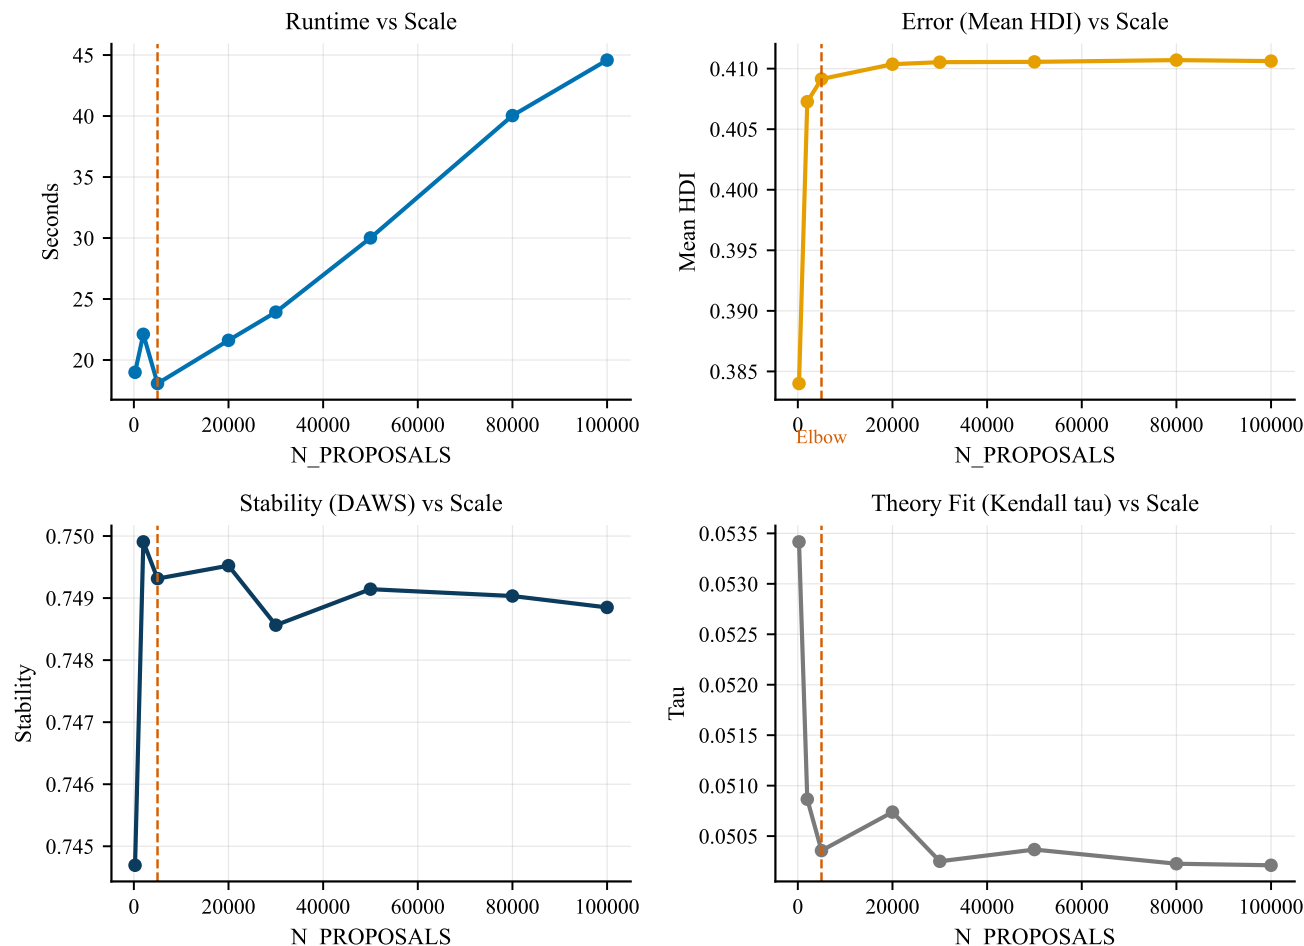 Runtime vs Scale
45
40
35
30
25
20
Seconds
0 20000 40000 60000 80000 100000
N_PROPOSALS
Error (Mean HDI) vs Scale
0.410
0.405
0.400
0.395
0.390
0.385
Mean HDI
0 20000 40000 60000 80000 100000
Elbow
N_PROPOSALS
Stability (DAWS) vs Scale
0.750
0.749
0.748
0.747
0.746
0.745
Stability
0 20000 40000 60000 80000 100000
N_PROPOSALS
Theory Fit (Kendall tau) vs Scale
0.0535
0.0530
0.0525
0.0520
0.0515
0.0510
0.0505
Tau
0 20000 40000 60000 80000 100000
N_PROPOSALS